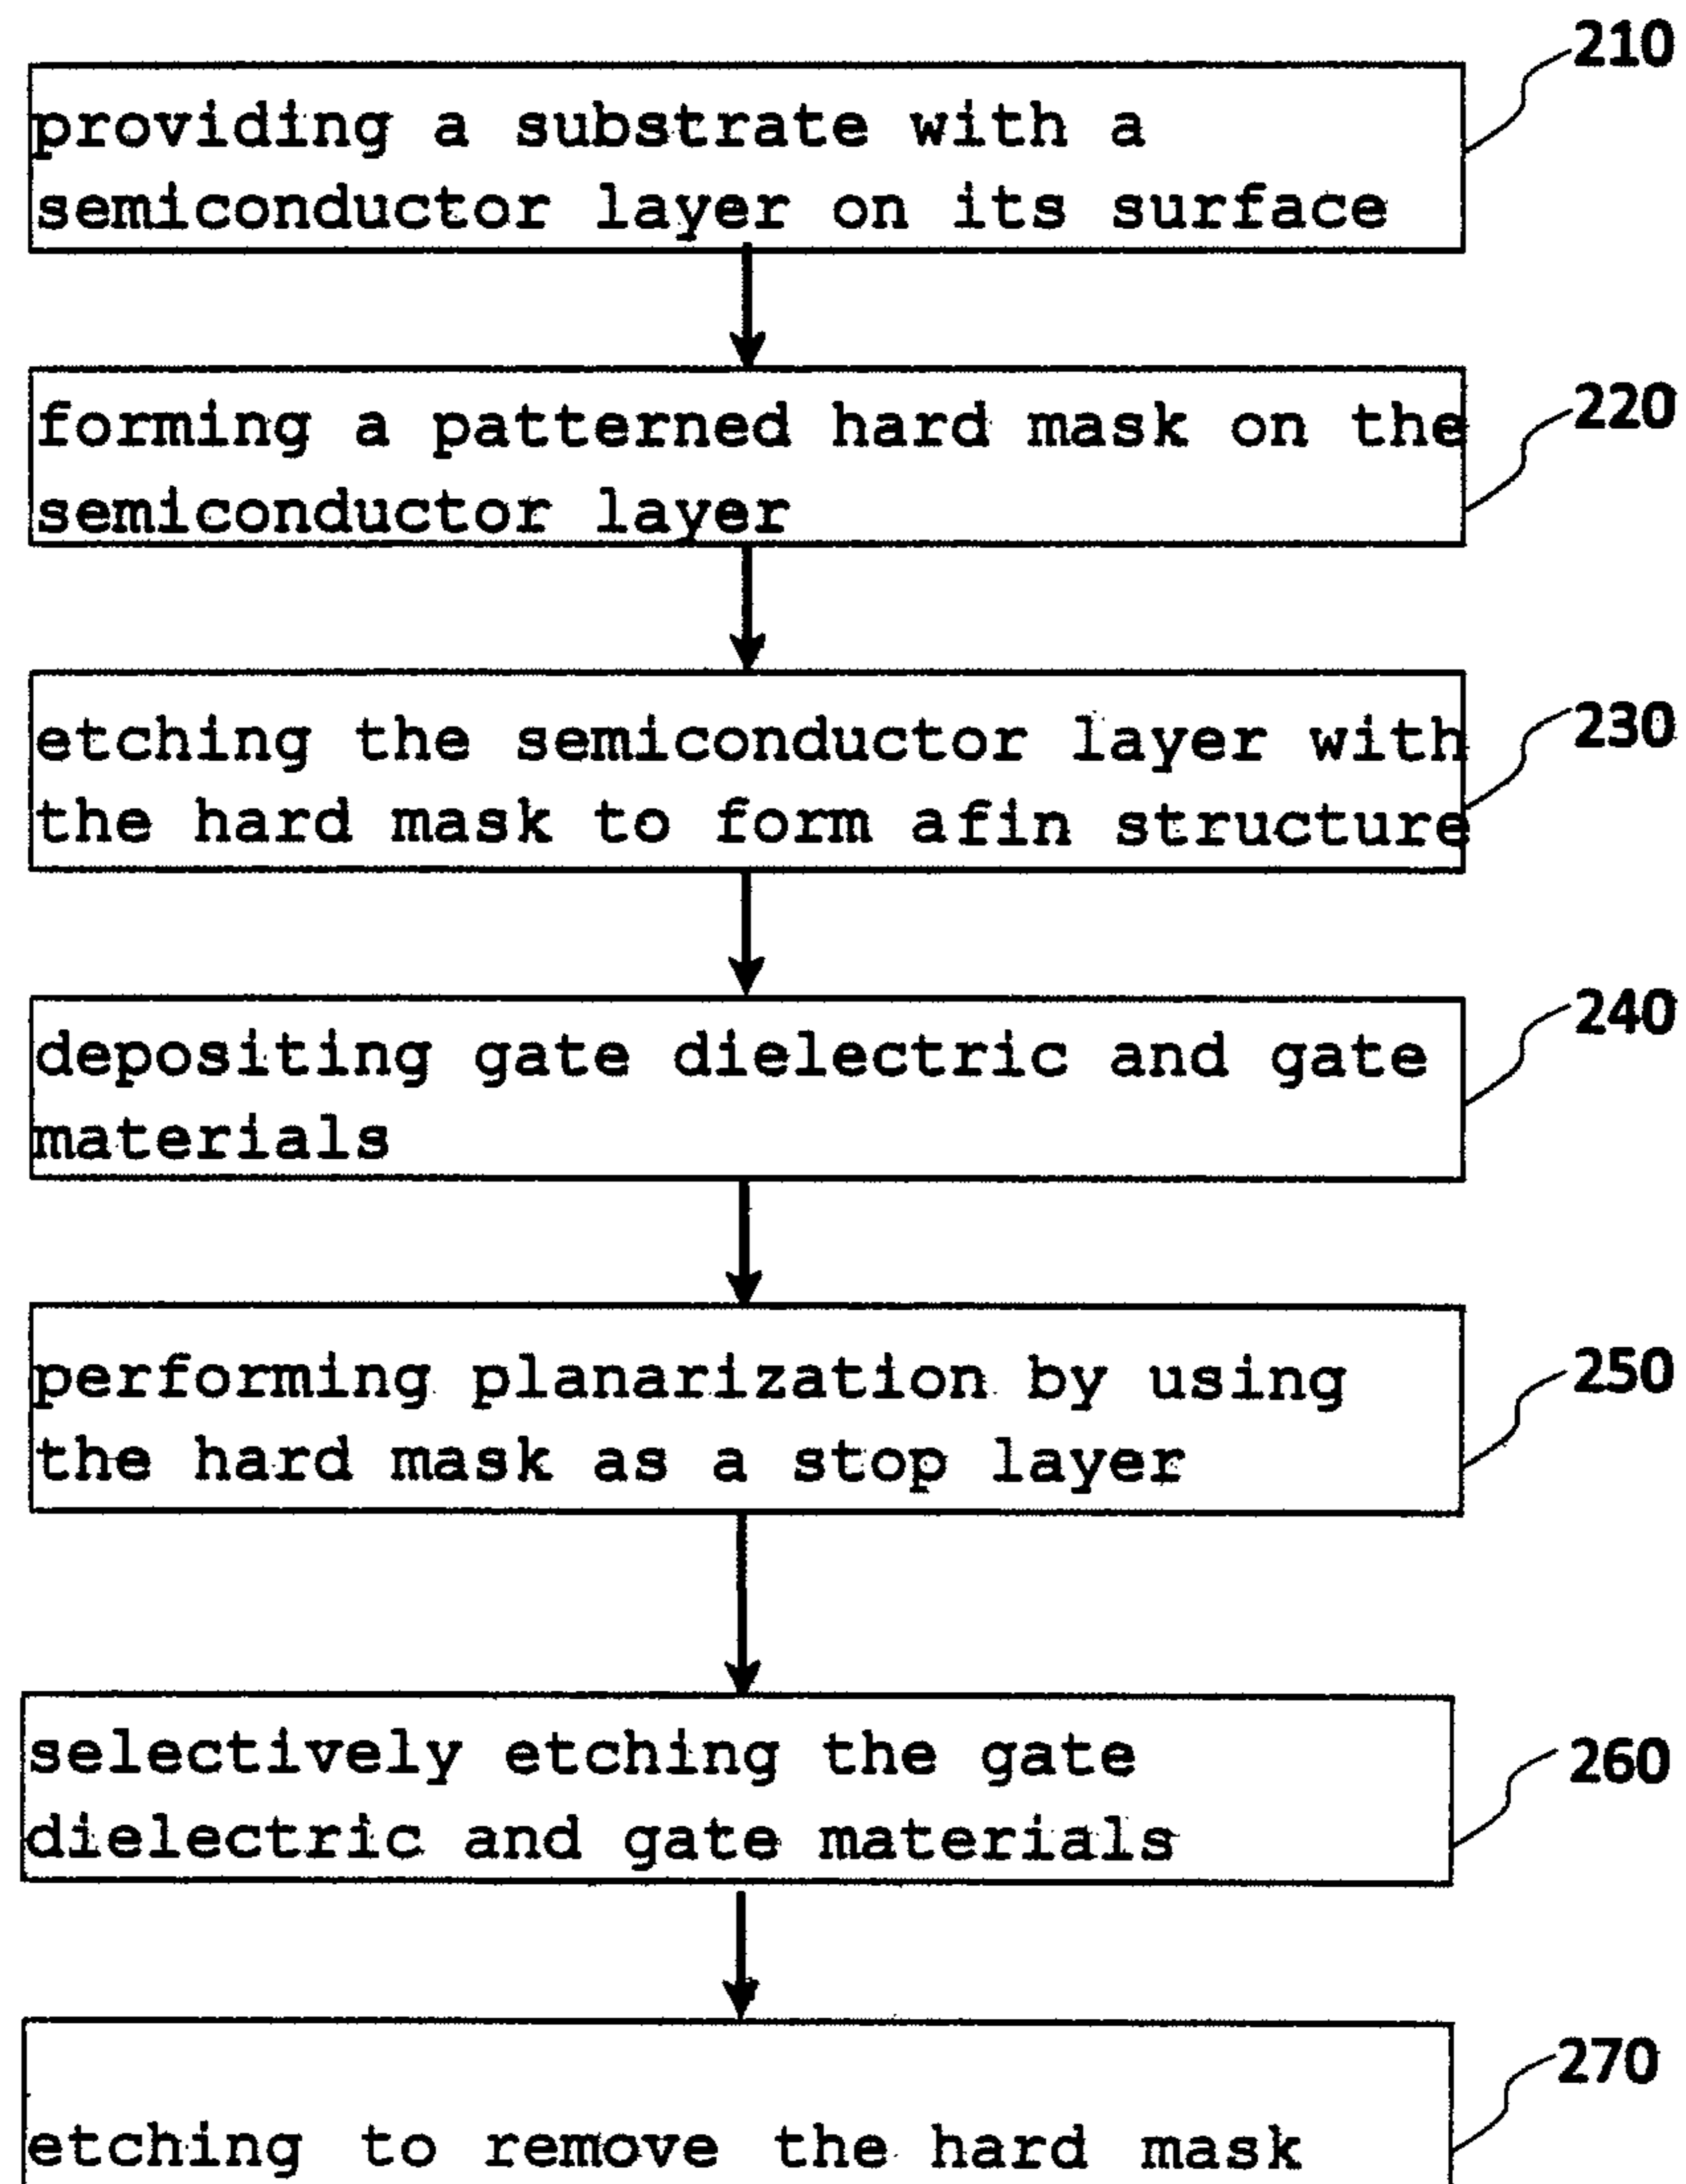 210
providing a substrate with a
semiconductor layer on its surface
220
forming a patterned hard mask on the
semiconductor layer
230
etching the semiconductor layer with
the hard mask to form afin structure
240
depositing gate dielectric and gate
materials
250
performing planarization by using
the hard mask as a stop layer
260
selectively etching the gate
dielectric and gate materials
270
etching to remove the hard mask